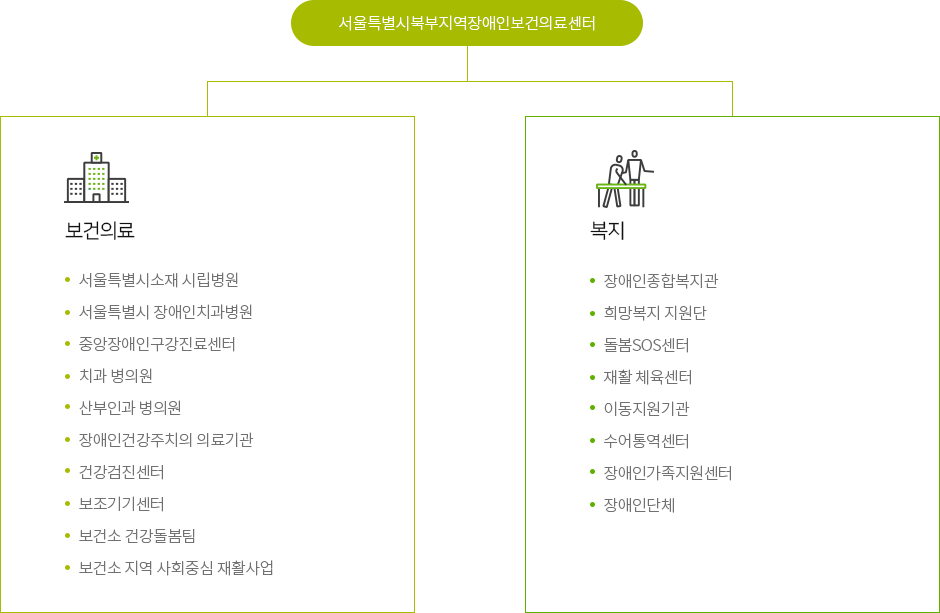 서울특별시북부지역장애인보건의료센터
보건의료
서울특별시소재 시립병원
서울특별시 장애인치과병원
중앙장애인구강진료센터
치과 병의원
산부인과 병의원
장애인건강주치의 의료기관
건강검진센터
보조기기센터
보건소 건강돌봄팀
보건소 지역 사회중심 재활사업
복지
장애인종합복지관
희망복지 지원단
돌봄SOS센터
재활 체육센터
이동지원기관
수어통역센터
장애인가족지원센터
장애인단체